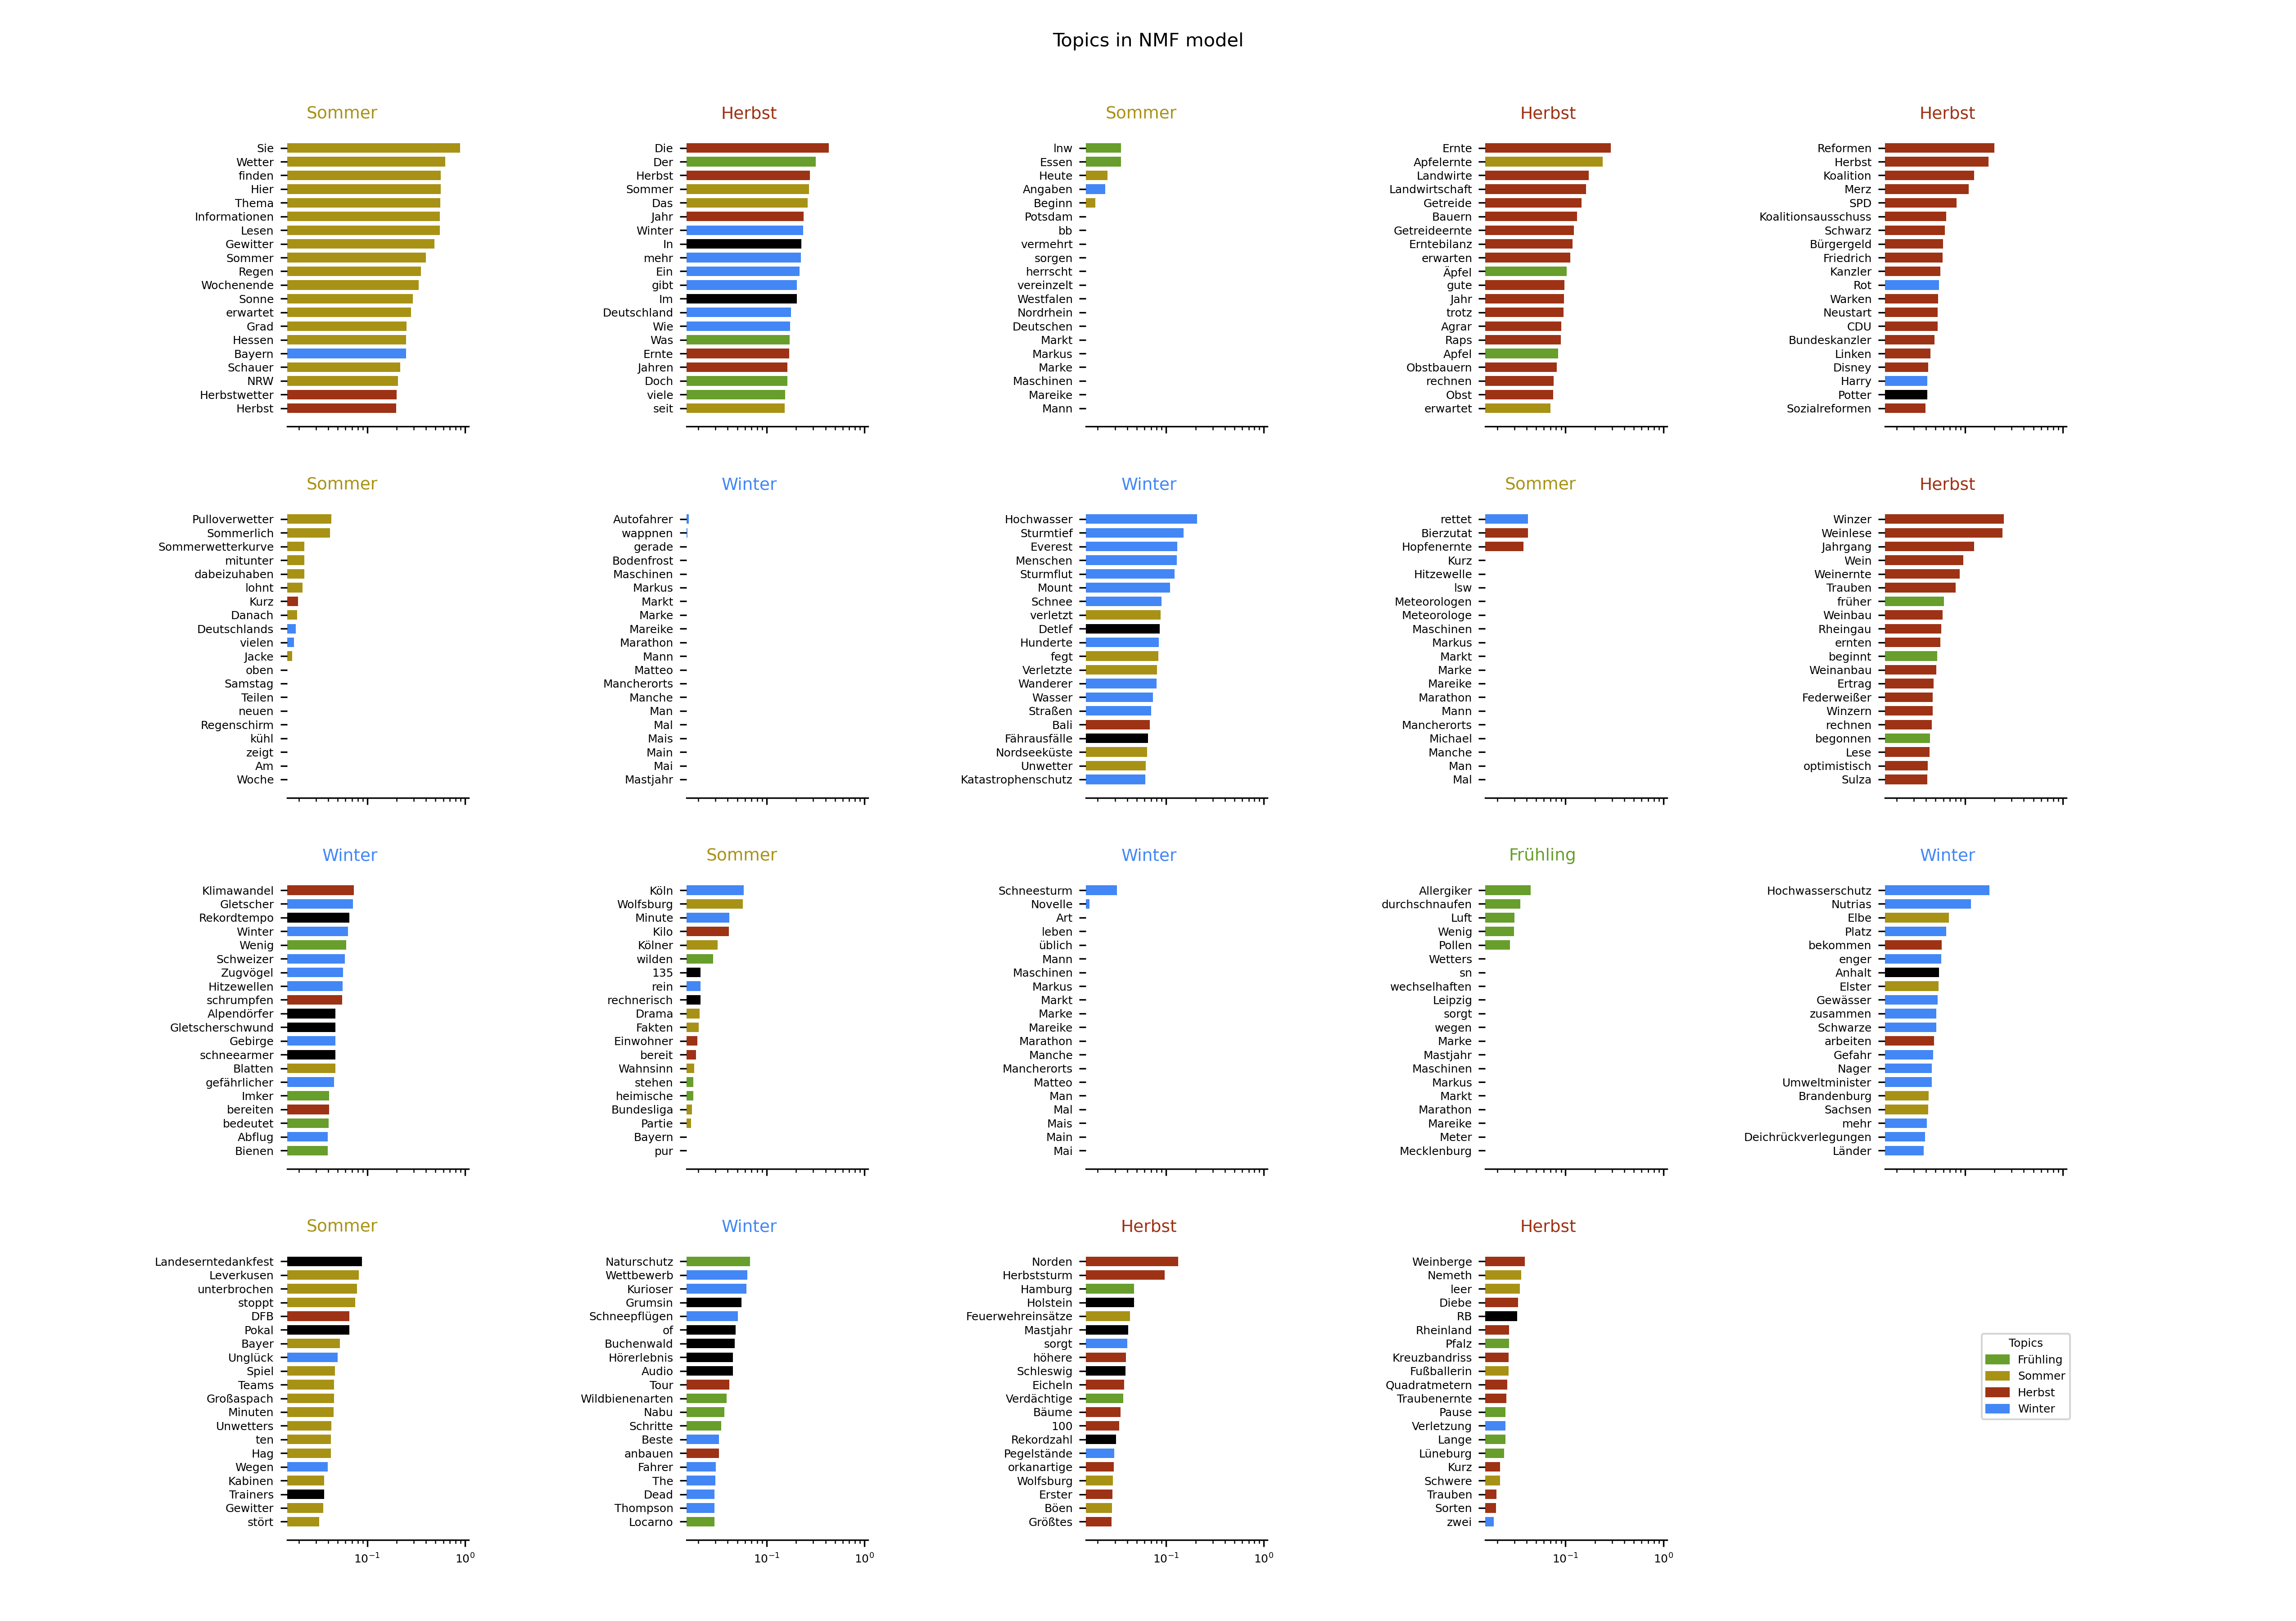 Topics in NMF model
Sommer
Sie
Wetter
finden
Hier
Thema
Informationen
Lesen
Gewitter
Sommer
Regen
Wochenende
Sonne
erwartet
Grad
Hessen
Bayern
Schauer
NRW
Herbstwetter
Herbst
Herbst
Die
Der
Herbst
Sommer
Das
Jahr
Winter
In
mehr
Ein
gibt
Im
Deutschland
Wie
Was
Ernte
Jahren
Doch
viele
seit
Sommer
lnw
Essen
Heute
Angaben
Beginn
Potsdam
bb
vermehrt
sorgen
herrscht
vereinzelt
Westfalen
Nordrhein
Deutschen
Markt
Markus
Marke
Maschinen
Mareike
Mann
Herbst
Ernte
Apfelernte
Landwirte
Landwirtschaft
Getreide
Bauern
Getreideernte
Erntebilanz
erwarten
Äpfel
gute
Jahr
trotz
Agrar
Raps
Apfel
Obstbauern
rechnen
Obst
erwartet
Herbst
Reformen
Herbst
Koalition
Merz
SPD
Koalitionsausschuss
Schwarz
Bürgergeld
Friedrich
Kanzler
Rot
Warken
Neustart
CDU
Bundeskanzler
Linken
Disney
Harry
Potter
Sozialreformen
Sommer
Pulloverwetter
Sommerlich
Sommerwetterkurve
mitunter
dabeizuhaben
lohnt
Kurz
Danach
Deutschlands
vielen
Jacke
oben
Samstag
Teilen
neuen
Regenschirm
kühl
zeigt
Am
Woche
Winter
Autofahrer
wappnen
gerade
Bodenfrost
Maschinen
Markus
Markt
Marke
Mareike
Marathon
Mann
Matteo
Mancherorts
Manche
Man
Mal
Mais
Main
Mai
Mastjahr
Winter
Hochwasser
Sturmtief
Everest
Menschen
Sturmflut
Mount
Schnee
verletzt
Detlef
Hunderte
fegt
Verletzte
Wanderer
Wasser
Straßen
Bali
Fährausfälle
Nordseeküste
Unwetter
Katastrophenschutz
Sommer
rettet
Bierzutat
Hopfenernte
Kurz
Hitzewelle
lsw
Meteorologen
Meteorologe
Maschinen
Markus
Markt
Marke
Mareike
Marathon
Mann
Mancherorts
Michael
Manche
Man
Mal
Herbst
Winzer
Weinlese
Jahrgang
Wein
Weinernte
Trauben
früher
Weinbau
Rheingau
ernten
beginnt
Weinanbau
Ertrag
Federweißer
Winzern
rechnen
begonnen
Lese
optimistisch
Sulza
Winter
Klimawandel
Gletscher
Rekordtempo
Winter
Wenig
Schweizer
Zugvögel
Hitzewellen
schrumpfen
Alpendörfer
Gletscherschwund
Gebirge
schneearmer
Blatten
gefährlicher
Imker
bereiten
bedeutet
Abflug
Bienen
Sommer
Köln
Wolfsburg
Minute
Kilo
Kölner
wilden
135
rein
rechnerisch
Drama
Fakten
Einwohner
bereit
Wahnsinn
stehen
heimische
Bundesliga
Partie
Bayern
pur
Winter
Schneesturm
Novelle
Art
leben
üblich
Mann
Maschinen
Markus
Markt
Marke
Mareike
Marathon
Manche
Mancherorts
Matteo
Man
Mal
Mais
Main
Mai
Frühling
Allergiker
durchschnaufen
Luft
Wenig
Pollen
Wetters
sn
wechselhaften
Leipzig
sorgt
wegen
Marke
Mastjahr
Maschinen
Markus
Markt
Marathon
Mareike
Meter
Mecklenburg
Winter
Hochwasserschutz
Nutrias
Elbe
Platz
bekommen
enger
Anhalt
Elster
Gewässer
zusammen
Schwarze
arbeiten
Gefahr
Nager
Umweltminister
Brandenburg
Sachsen
mehr
Deichrückverlegungen
Länder
Sommer
Landeserntedankfest
Leverkusen
unterbrochen
stoppt
DFB
Pokal
Bayer
Unglück
Spiel
Teams
Großaspach
Minuten
Unwetters
ten
Hag
Wegen
Kabinen
Trainers
Gewitter
stört
10⁻¹ 10⁰
Winter
Naturschutz
Wettbewerb
Kurioser
Grumsin
Schneepflügen
of
Buchenwald
Hörerlebnis
Audio
Tour
Wildbienenarten
Nabu
Schritte
Beste
anbauen
Fahrer
The
Dead
Thompson
Locarno
10⁻¹ 10⁰
Herbst
Norden
Herbststurm
Hamburg
Holstein
Feuerwehreinsätze
Mastjahr
sorgt
höhere
Schleswig
Eicheln
Verdächtige
Bäume
100
Rekordzahl
Pegelstände
orkanartige
Wolfsburg
Erster
Böen
Größtes
10⁻¹ 10⁰
Herbst
Weinberge
Nemeth
leer
Diebe
RB
Rheinland
Pfalz
Kreuzbandriss
Fußballerin
Quadratmetern
Traubenernte
Pause
Verletzung
Lange
Lüneburg
Kurz
Schwere
Trauben
Sorten
zwei
10⁻¹ 10⁰
Topics
Frühling
Sommer
Herbst
Winter